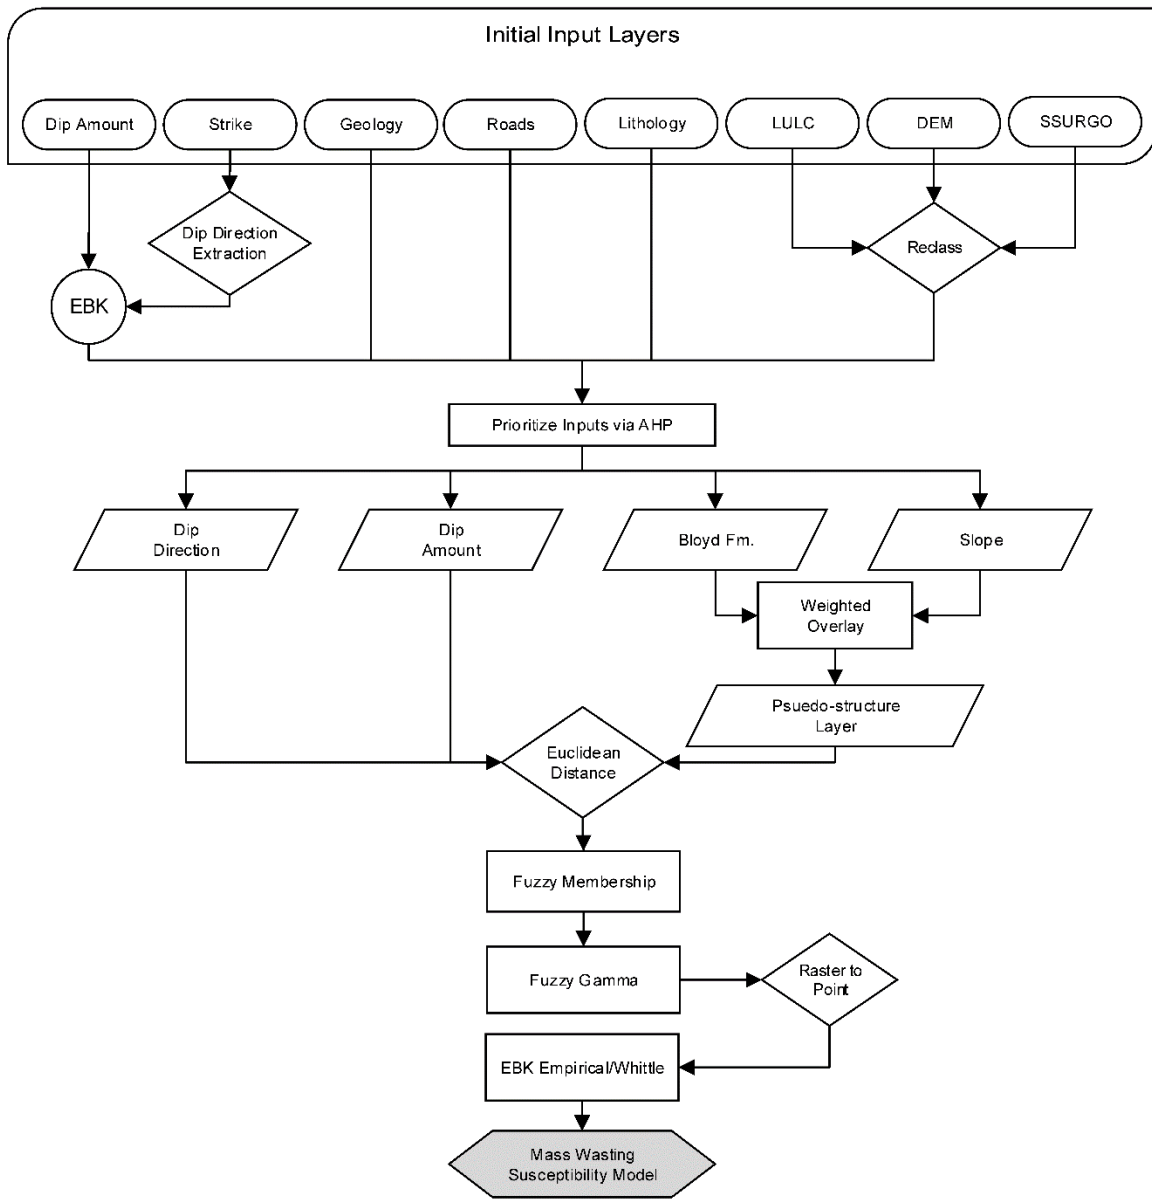 Initial Input Layers
Dip Amount
Strike
Geology
Roads
Lithology
LULC
DEM
SSURGO
Dip Direction
Extraction
Reclass
EBK
Prioritize Inputs via AHP
Dip
Direction
Dip
Amount
Bloyd Fm.
Slope
Weighted
Overlay
Psuedo-structure
Layer
Euclidean
Distance
Fuzzy Membership
Fuzzy Gamma
Raster to
Point
EBK Empirical/Whittle
Mass Wasting
Susceptibility Model